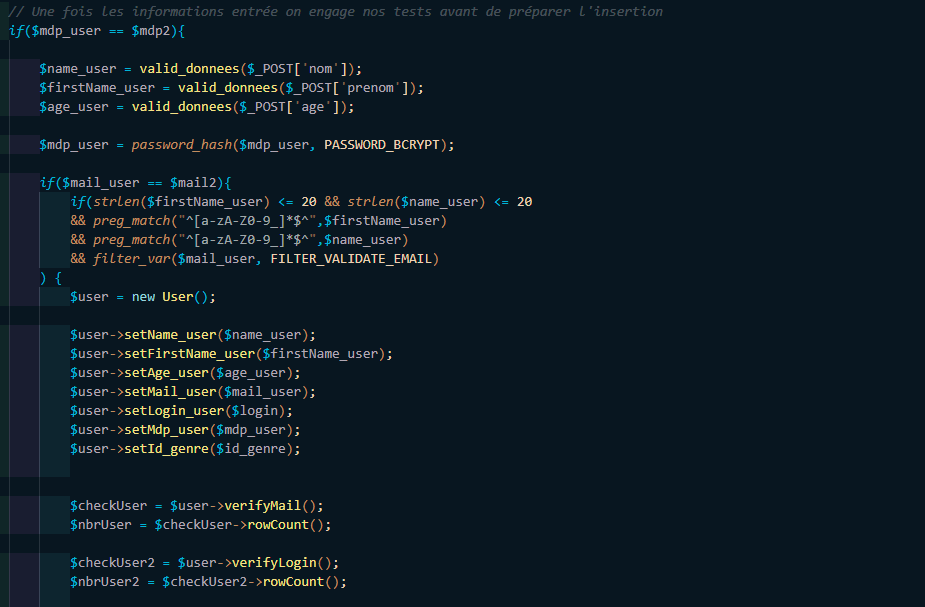 // Une fois les informations entrée on engage nos tests avant de préparer l'insertion
if($mdp_user == $mdp2){
$name_user = valid_donnees($_POST['nom']);
$firstName_user = valid_donnees($_POST['prenom']);
$age_user = valid_donnees($_POST['age']);
$mdp_user = password_hash($mdp_user, PASSWORD_BCRYPT);
if($mail_user == $mail2){
if(strlen($firstName_user) <= 20 && strlen($name_user) <= 20
&& preg_match("^[a-zA-Z0-9_]*$^",$firstName_user)
&& preg_match("^[a-zA-Z0-9_]*$^",$name_user)
&& filter_var($mail_user, FILTER_VALIDATE_EMAIL)
) {
$user = new User();
$user->setName_user($name_user);
$user->setFirstName_user($firstName_user);
$user->setAge_user($age_user);
$user->setMail_user($mail_user);
$user->setLogin_user($login);
$user->setMdp_user($mdp_user);
$user->setId_genre($id_genre);
$checkUser = $user->verifyMail();
$nbrUser = $checkUser->rowCount();
$checkUser2 = $user->verifyLogin();
$nbrUser2 = $checkUser2->rowCount();